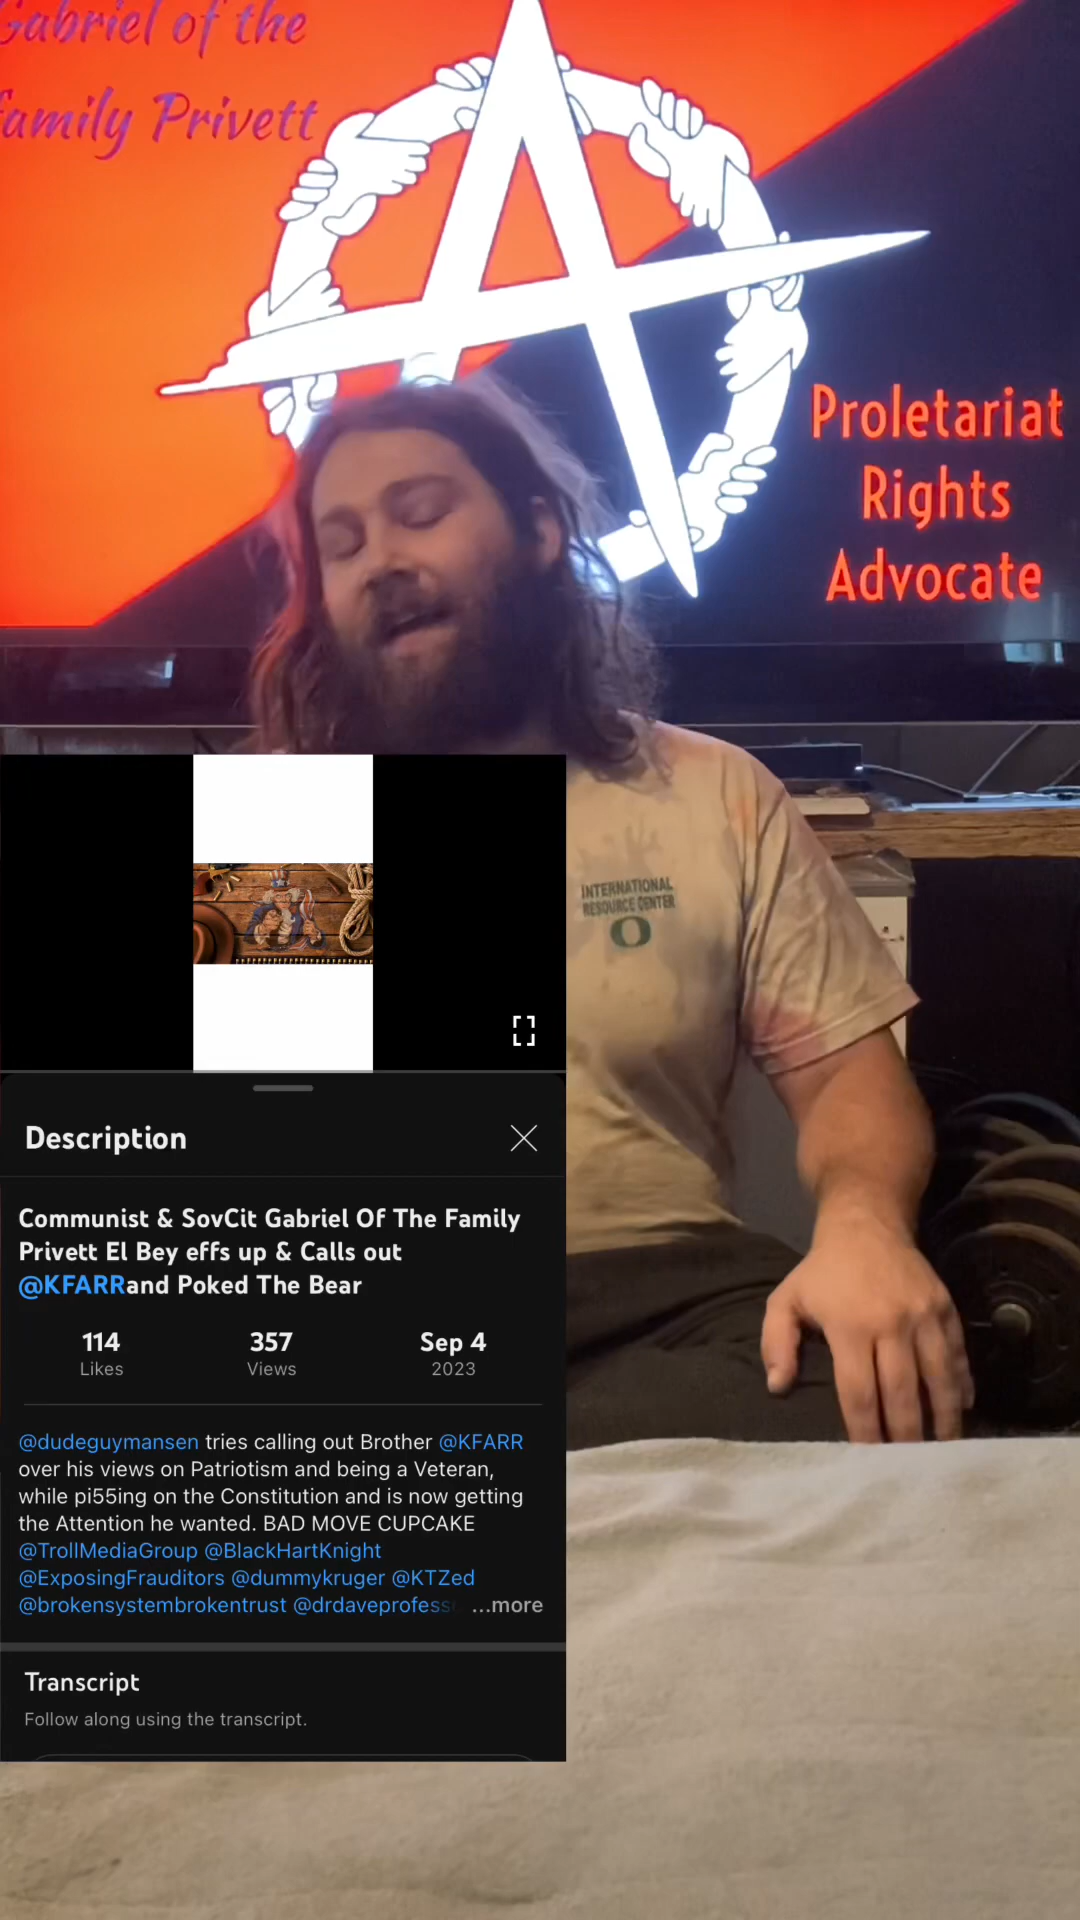 Gabriel of the
family Privett
Proletariat
Rights
Advocate
INTERNATIONAL
RESOURCE CENTER
O
Description
Communist & SovCit Gabriel Of The Family
Privett El Bey effs up & Calls out
@KFARRand Poked The Bear
114
Likes
357
Views
Sep 4
2023
@dudeguymansen tries calling out Brother @KFARR
over his views on Patriotism and being a Veteran,
while pi55ing on the Constitution and is now getting
the Attention he wanted. BAD MOVE CUPCAKE
@TrollMediaGroup @BlackHartKnight
@ExposingFrauditors @dummykruger @KTZed
@brokensystembrokentrust @drdaveprofess ...more
Transcript
Follow along using the transcript.